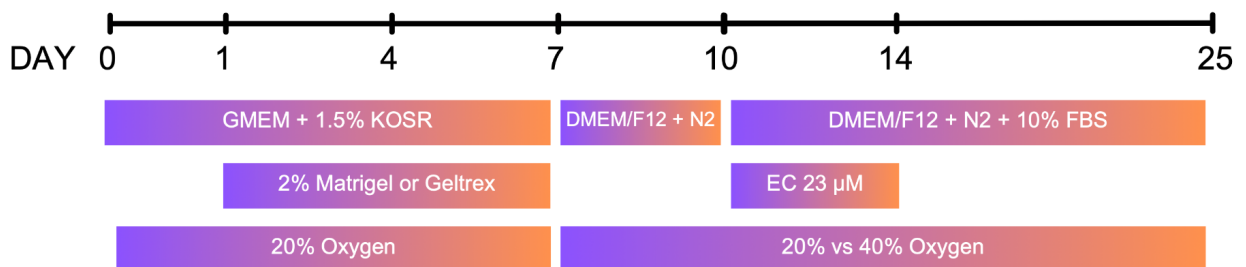 DAY 0 1 4 7 10 14 25
GMEM + 1.5% KOSR DMEM/F12 + N2 DMEM/F12 + N2 + 10% FBS
2% Matrigel or Geltrex EC 23 μM
20% Oxygen 20% vs 40% Oxygen